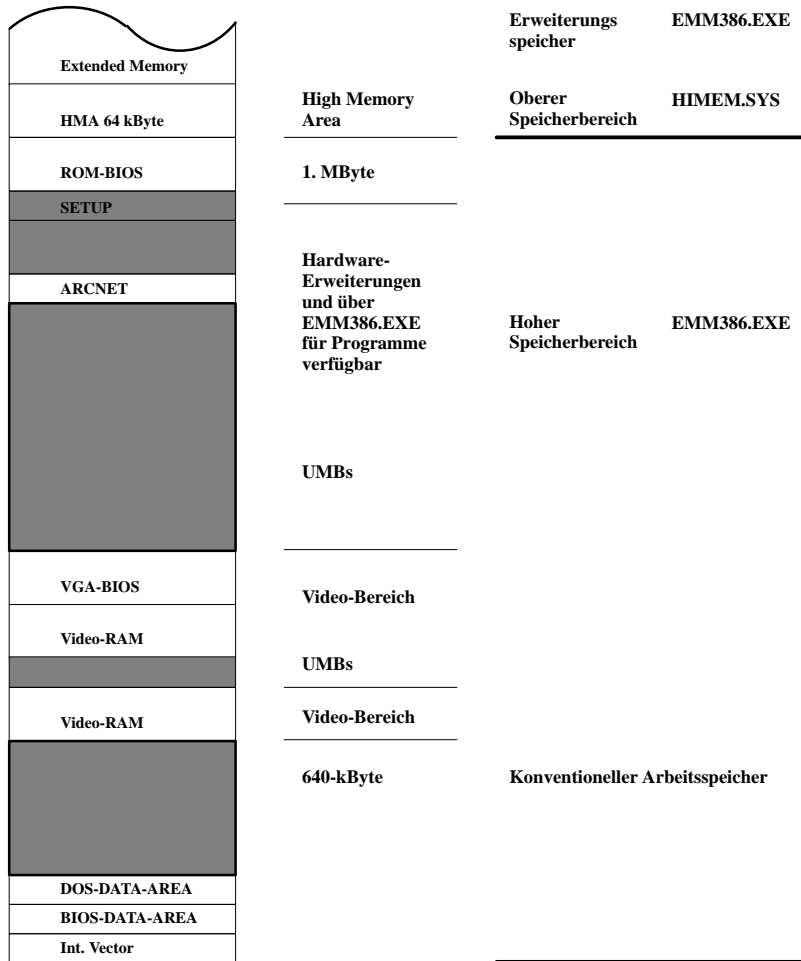 Erweiterungs EMM386.EXE
speicher
Extended Memory
High Memory Oberer HIMEM.SYS
HMA 64 kByte Area Speicherbereich
ROM-BIOS 1. MByte
SETUP
Hardware-
Erweiterungen
ARCNET
und über
EMM386.EXE Hoher EMM386.EXE
für Programme Speicherbereich
verfügbar
UMBs
VGA-BIOS
Video-Bereich
Video-RAM
UMBs
Video-RAM Video-Bereich
640-kByte Konventioneller Arbeitsspeicher
DOS-DATA-AREA
BIOS-DATA-AREA
Int. Vector